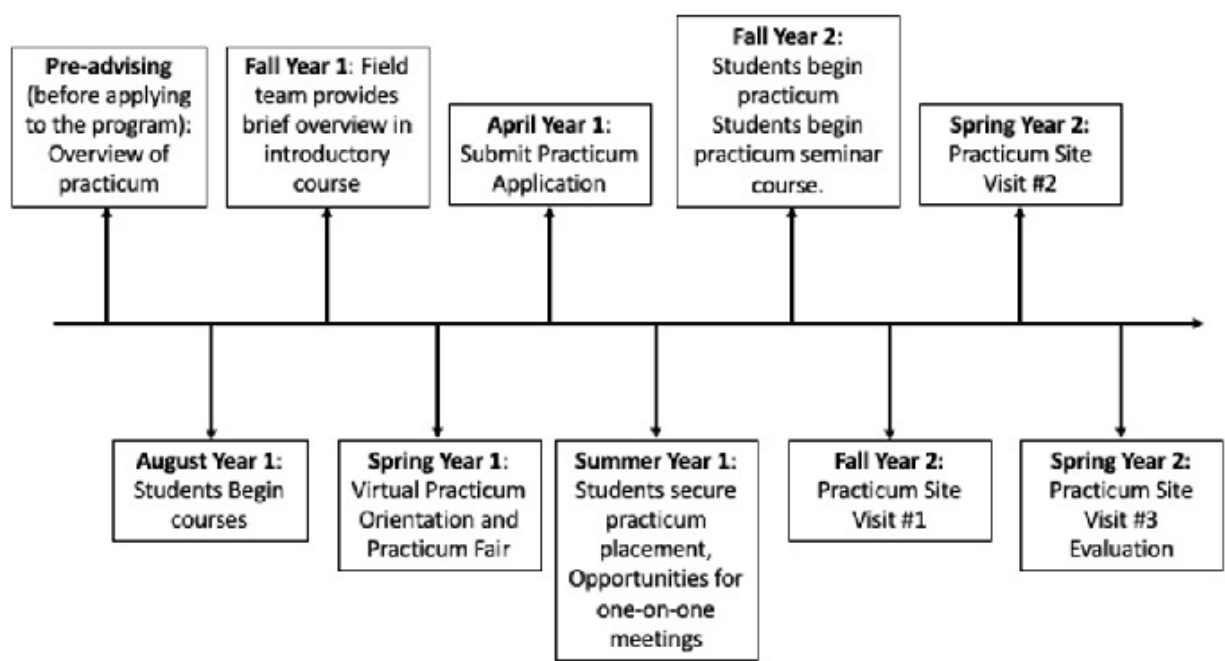 Pre-advising
(before applying
to the program):
Overview of
practicum
Fall Year 1: Field
team provides
brief overview in
introductory
course
April Year 1:
Submit Practicum
Application
Fall Year 2:
Students begin
practicum
Students begin
practicum seminar
course.
Spring Year 2:
Practicum Site
Visit #2
August Year 1:
Students Begin
courses
Spring Year 1:
Virtual Practicum
Orientation and
Practicum Fair
Summer Year 1:
Students secure
practicum
placement,
Opportunities for
one-on-one
meetings
Fall Year 2:
Practicum Site
Visit #1
Spring Year 2:
Practicum Site
Visit #3
Evaluation